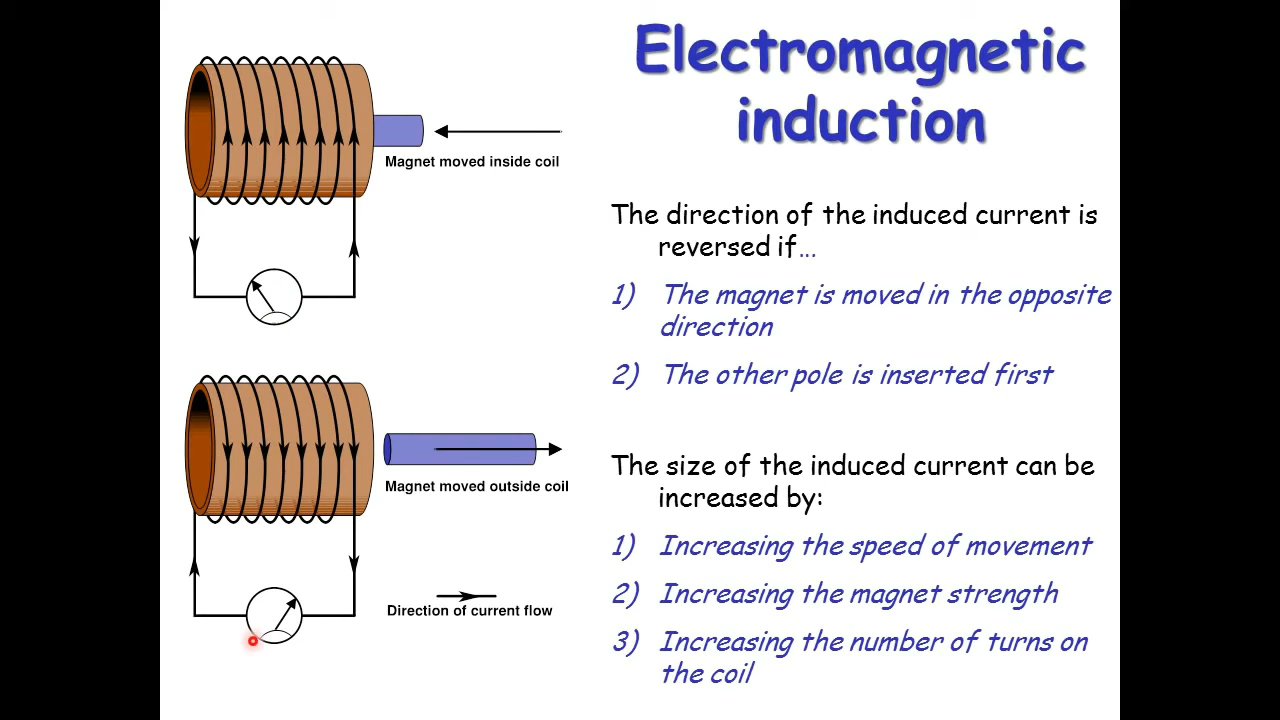 Electromagnetic
induction
Magnet moved inside coil
The direction of the induced current is
reversed if...
1) The magnet is moved in the opposite
direction
2) The other pole is inserted first
Magnet moved outside coil
Direction of current flow
The size of the induced current can be
increased by:
1) Increasing the speed of movement
2) Increasing the magnet strength
3) Increasing the number of turns on
the coil